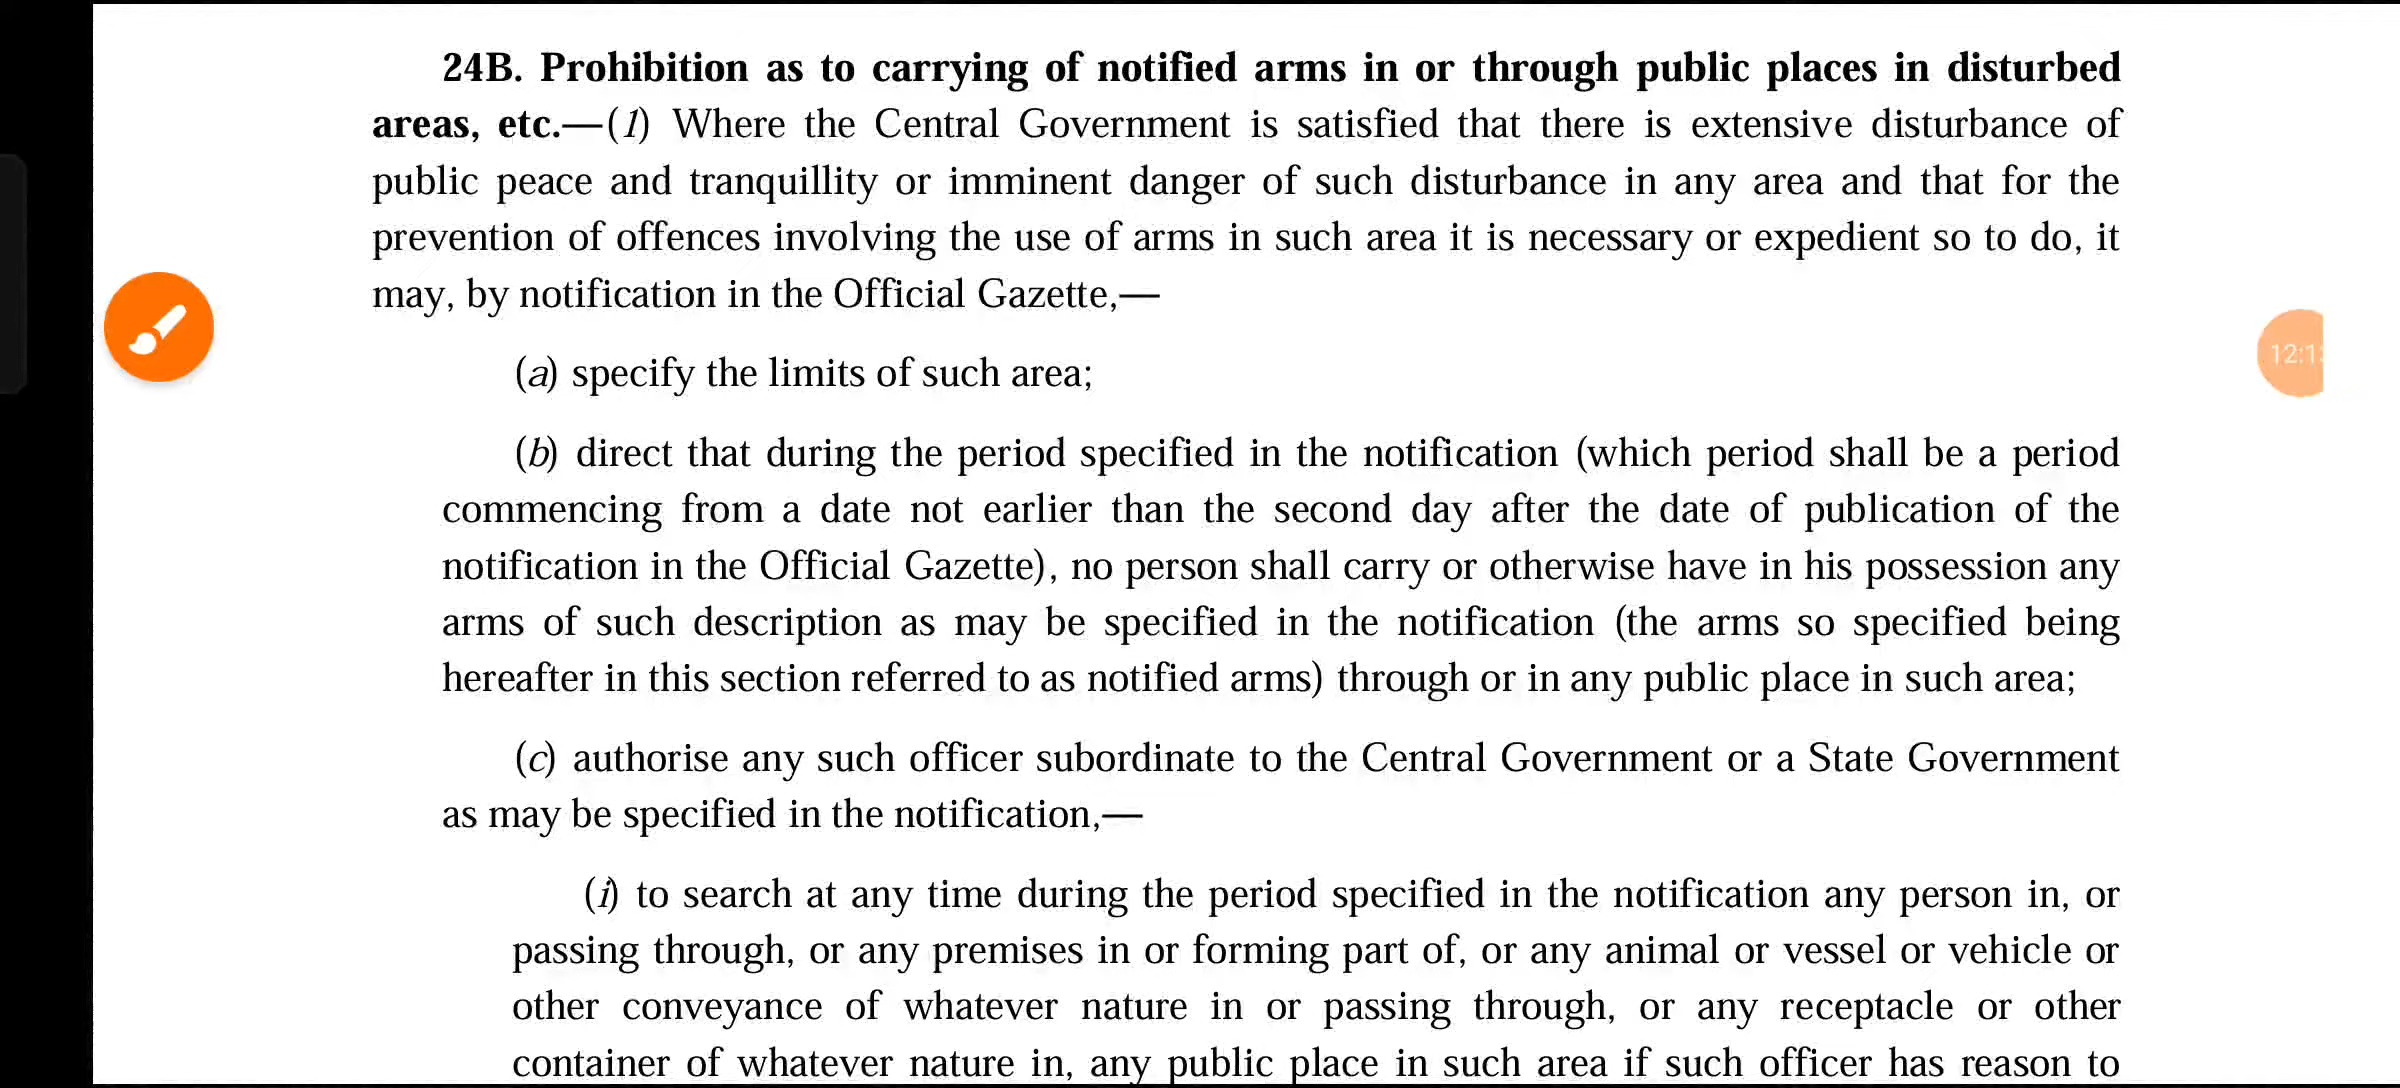 24B. Prohibition as to carrying of notified arms in or through public places in disturbed
areas, etc.—(1) Where the Central Government is satisfied that there is extensive disturbance of
public peace and tranquillity or imminent danger of such disturbance in any area and that for the
prevention of offences involving the use of arms in such area it is necessary or expedient so to do, it
may, by notification in the Official Gazette,—
(a) specify the limits of such area;
(b) direct that during the period specified in the notification (which period shall be a period
commencing from a date not earlier than the second day after the date of publication of the
notification in the Official Gazette), no person shall carry or otherwise have in his possession any
arms of such description as may be specified in the notification (the arms so specified being
hereafter in this section referred to as notified arms) through or in any public place in such area;
(c) authorise any such officer subordinate to the Central Government or a State Government
as may be specified in the notification,—
(i) to search at any time during the period specified in the notification any person in, or
passing through, or any premises in or forming part of, or any animal or vessel or vehicle or
other conveyance of whatever nature in or passing through, or any receptacle or other
container of whatever nature in, any public place in such area if such officer has reason to